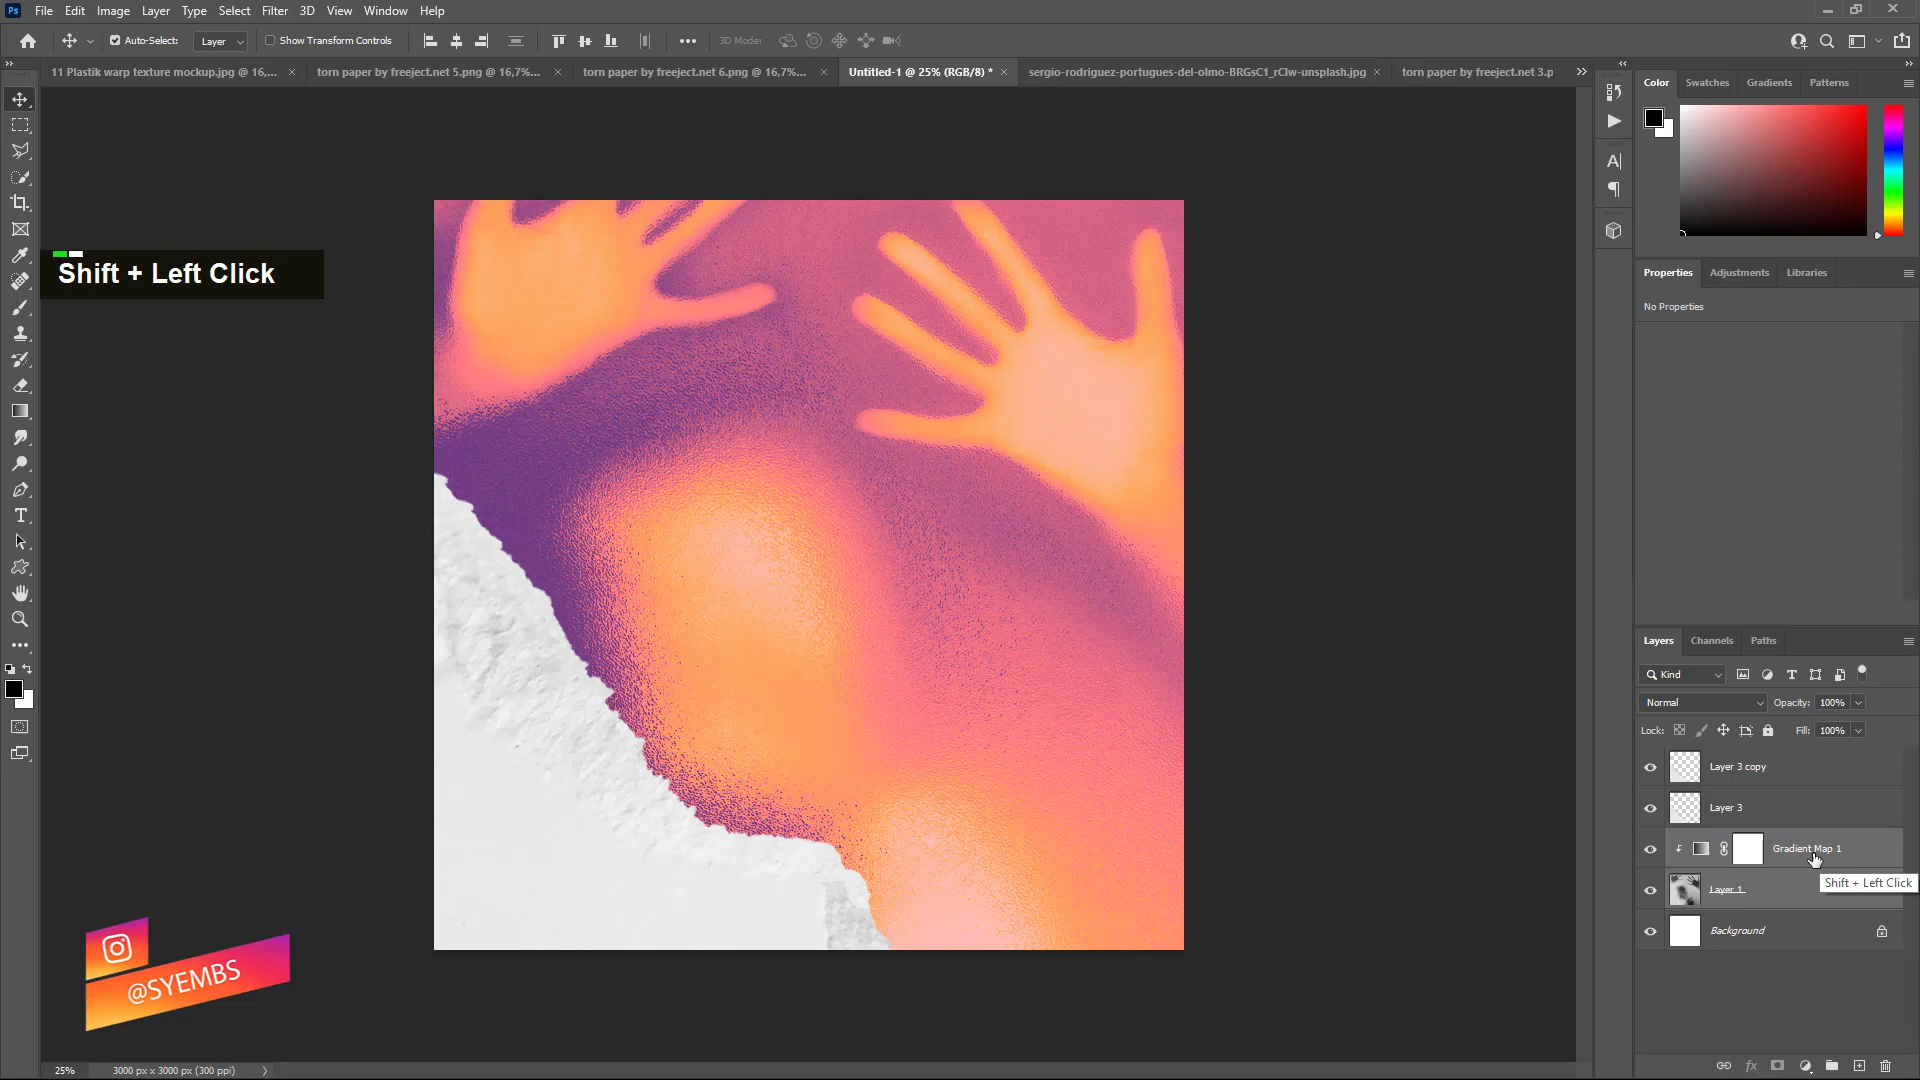 Ps File Edit Image Layer Type Select Filter 3D View Window Help
Auto-Select: Layer Show Transform Controls 3D Mode:
11 Plastik warp texture mockup.jpg @ 16,... × torn paper by freeject.net 5.png @ 16,7%... × torn paper by freeject.net 6.png @ 16,7%... × Untitled-1 @ 25% (RGB/8) * × sergio-rodriguez-portugues-del-olmo-BRGsC1_rClw-unsplash.jpg × torn paper by freeject.net 3.p
Color Swatches Gradients Patterns
Shift + Left Click
Properties Adjustments Libraries
No Properties
Layers Channels Paths
Kind
Normal Opacity: 100%
Lock: Fill: 100%
Layer 3 copy
Layer 3
Gradient Map 1
Shift + Left Click
Layer 1
Background
@SYEMBS
25% 3000 px x 3000 px (300 ppi)